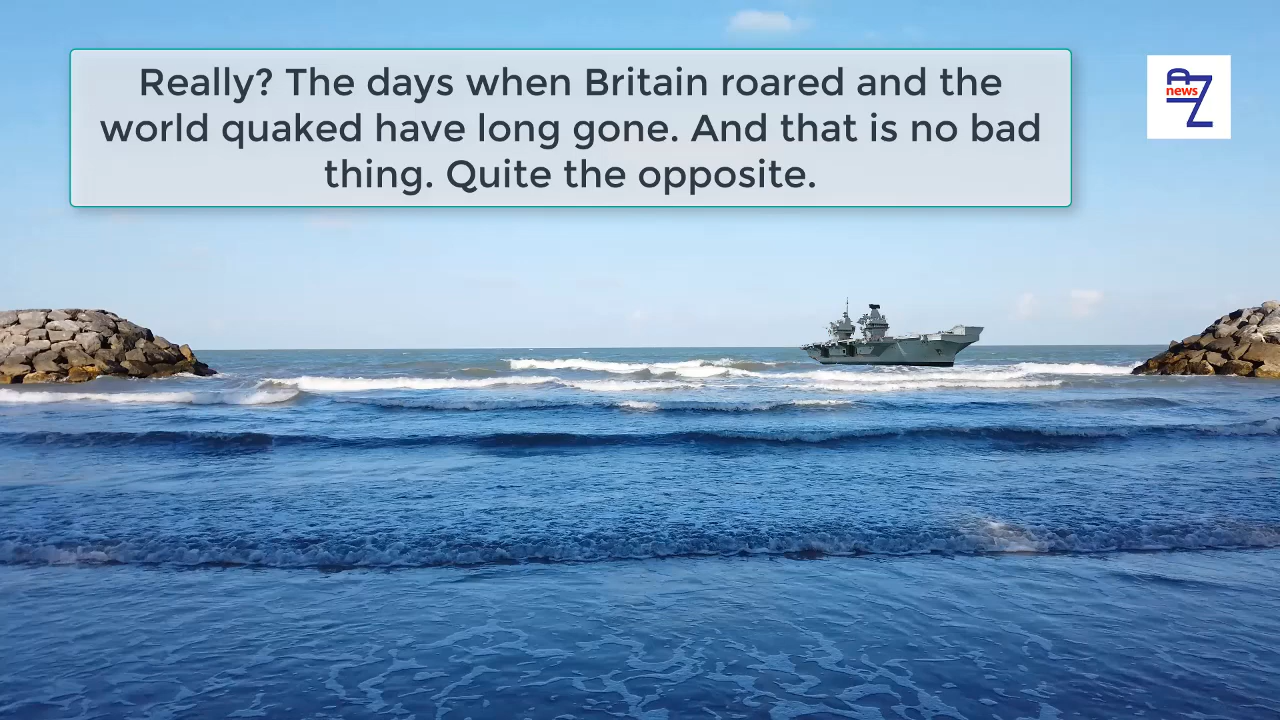 Really? The days when Britain roared and the
world quaked have long gone. And that is no bad
thing. Quite the opposite.
A
news
Z